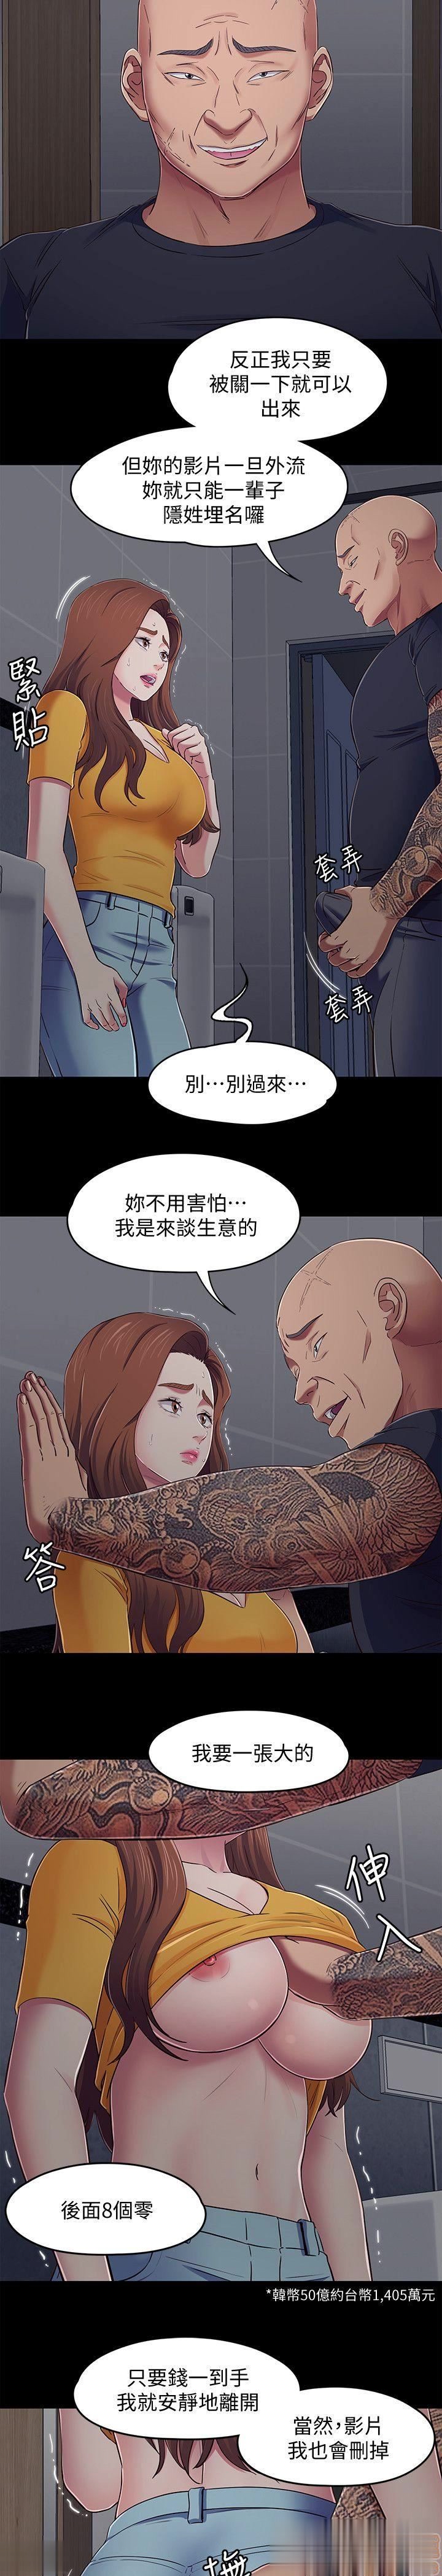 反正我只要
被關一下就可以
出來
但妳的影片一旦外流
妳就只能一輩子
隱姓埋名囉
緊
貼
套弄
套弄
別…別過來…
妳不用害怕…
我是來談生意的
答
我要一張大的
伸
入
後面8個零
*韓幣50億約台幣1,405萬元
只要錢一到手
我就安靜地離開
當然,影片
我也會刪掉
撫